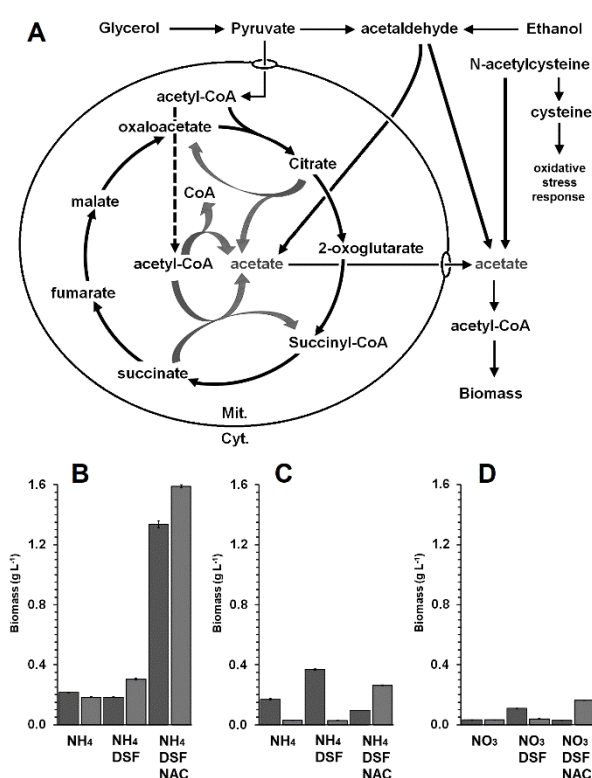 A
Glycerol Pyruvate acetaldehyde Ethanol
N-acetylcysteine
acetyl-CoA
cysteine
oxaloacetate
Citrate
oxidative
stress
response
CoA
malate
2-oxoglutarate
acetyl-CoA acetate acetate
fumarate
acetyl-CoA
Succinyl-CoA
succinate
Biomass
Mit.
Cyt.
B
Biomass (g L-1)
1.6
1.2
0.8
0.4
0.0
NH4 NH4 NH4
DSF DSF
NAC
C
Biomass (g L-1)
1.6
1.2
0.8
0.4
0.0
NH4 NH4 NH4
DSF DSF
NAC
D
Biomass (g L-1)
1.6
1.2
0.8
0.4
0.0
NO3 NO3 NO3
DSF DSF
NAC